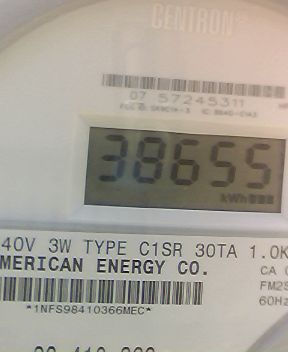 CENTRON
07 57245311
38655
kWh
40V 3W TYPE C1SR 30TA 1.0K
MERICAN ENERGY CO.
CA
FM2S
60Hz
*1NFS98410366MEC*